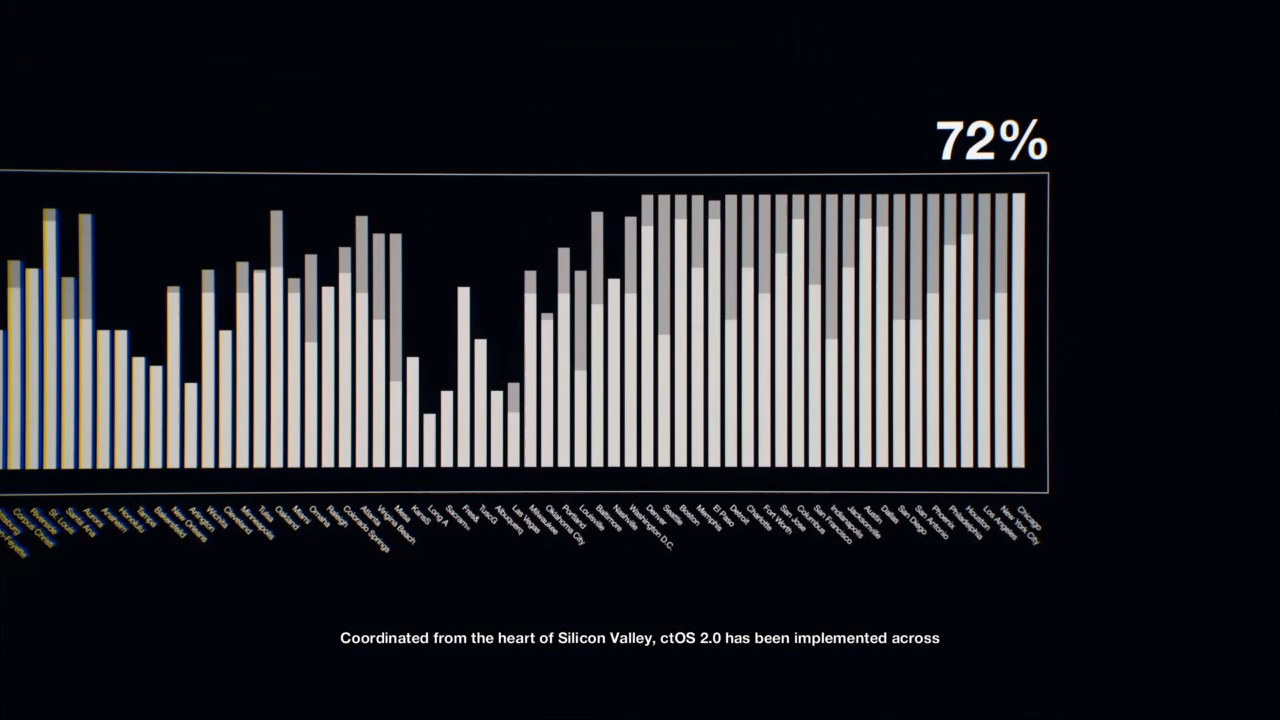 72%
Corpus Christi
Riverside
St. Louis
Santa Ana
Aurora
Anaheim
Honolulu
Tampa
Bakersfield
New Orleans
Arlington
Wichita
Cleveland
Minneapolis
Tulsa
Oakland
Miami
Omaha
Raleigh
Colorado Springs
Atlanta
Virginia Beach
Mesa
Long
Las Vegas
Milwaukee
Oklahoma City
Portland
Louisville
Baltimore
Nashville
Washington D.C.
Denver
Seattle
Boston
Memphis
El Paso
Detroit
Charlotte
Fort Worth
San Jose
Columbus
San Francisco
Indianapolis
Jacksonville
Austin
Dallas
San Diego
San Antonio
Phoenix
Philadelphia
Houston
Los Angeles
New York City
Chicago
Coordinated from the heart of Silicon Valley, ctOS 2.0 has been implemented across